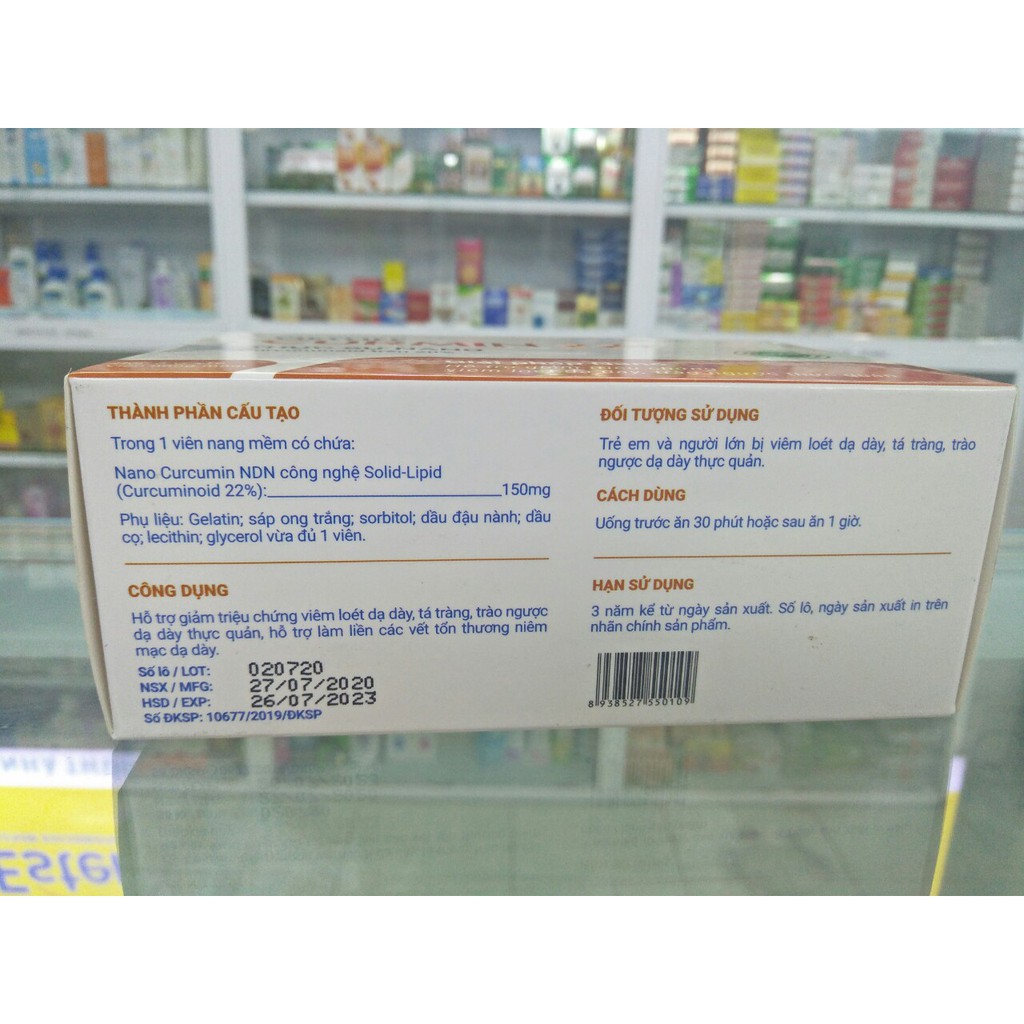 THÀNH PHẦN CẤU TẠO
Trong 1 viên nang mềm có chứa:
Nano Curcumin NDN công nghệ Solid-Lipid
(Curcuminoid 22%):____________________150mg
Phụ liệu: Gelatin; sáp ong trắng; sorbitol; dầu đậu nành; dầu
cọ; lecithin; glycerol vừa đủ 1 viên.
CÔNG DỤNG
Hỗ trợ giảm triệu chứng viêm loét dạ dày, tá tràng, trào ngược
dạ dày thực quản, hỗ trợ làm liền các vết tổn thương niêm
mạc dạ dày.
Số lô / LOT: 020720
NSX / MFG: 27/07/2020
HSD / EXP: 26/07/2023
Số ĐKSP: 10677/2019/ĐKSP
ĐỐI TƯỢNG SỬ DỤNG
Trẻ em và người lớn bị viêm loét dạ dày, tá tràng, trào
ngược dạ dày thực quản.
CÁCH DÙNG
Uống trước ăn 30 phút hoặc sau ăn 1 giờ.
HẠN SỬ DỤNG
3 năm kể từ ngày sản xuất. Số lô, ngày sản xuất in trên
nhãn chính sản phẩm.
8 938527 550109
Ester